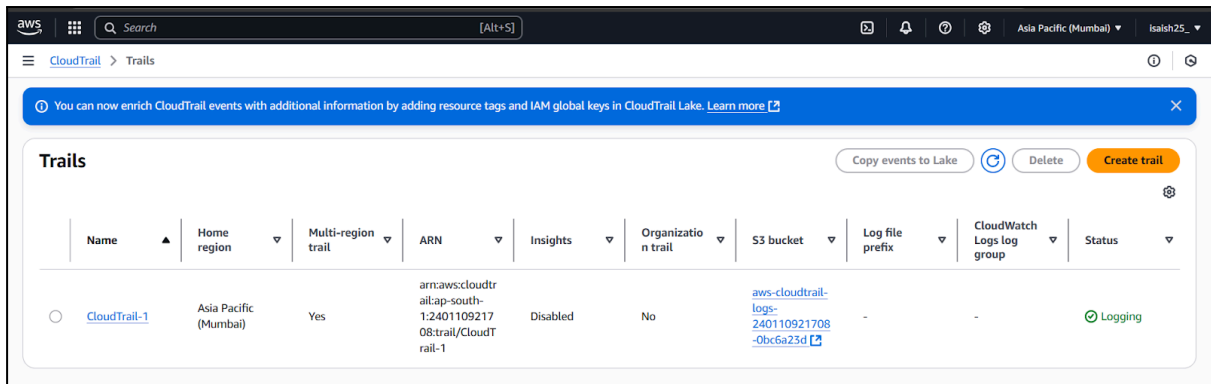 aws
Search [Alt+S]
Asia Pacific (Mumbai) ▼ isaish25_ ▼
CloudTrail > Trails
You can now enrich CloudTrail events with additional information by adding resource tags and IAM global keys in CloudTrail Lake. Learn more
Trails
Copy events to Lake
Delete
Create trail
Name
Home
region
Multi-region
trail
ARN
Insights
Organizatio
n trail
S3 bucket
Log file
prefix
CloudWatch
Logs log
group
Status
CloudTrail-1
Asia Pacific
(Mumbai)
Yes
arn:aws:cloudtr
ail:ap-south-
1:2401109217
08:trail/CloudT
rail-1
Disabled
No
aws-cloudtrail-
logs-
240110921708
-0bc6a23d
-
-
Logging